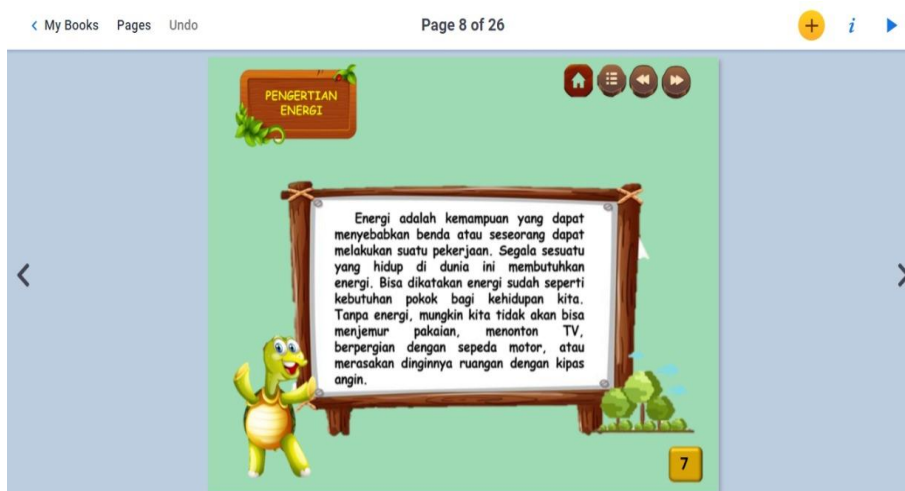 My Books Pages Undo Page 8 of 26
PENGERTIAN
ENERGI
Energi adalah kemampuan yang dapat
menyebabkan benda atau seseorang dapat
melakukan suatu pekerjaan. Segala sesuatu
yang hidup di dunia ini membutuhkan
energi. Bisa dikatakan energi sudah seperti
kebutuhan pokok bagi kehidupan kita.
Tanpa energi, mungkin kita tidak akan bisa
menjemur pakaian, menonton TV,
berpergian dengan sepeda motor, atau
merasakan dinginnya ruangan dengan kipas
angin.
7